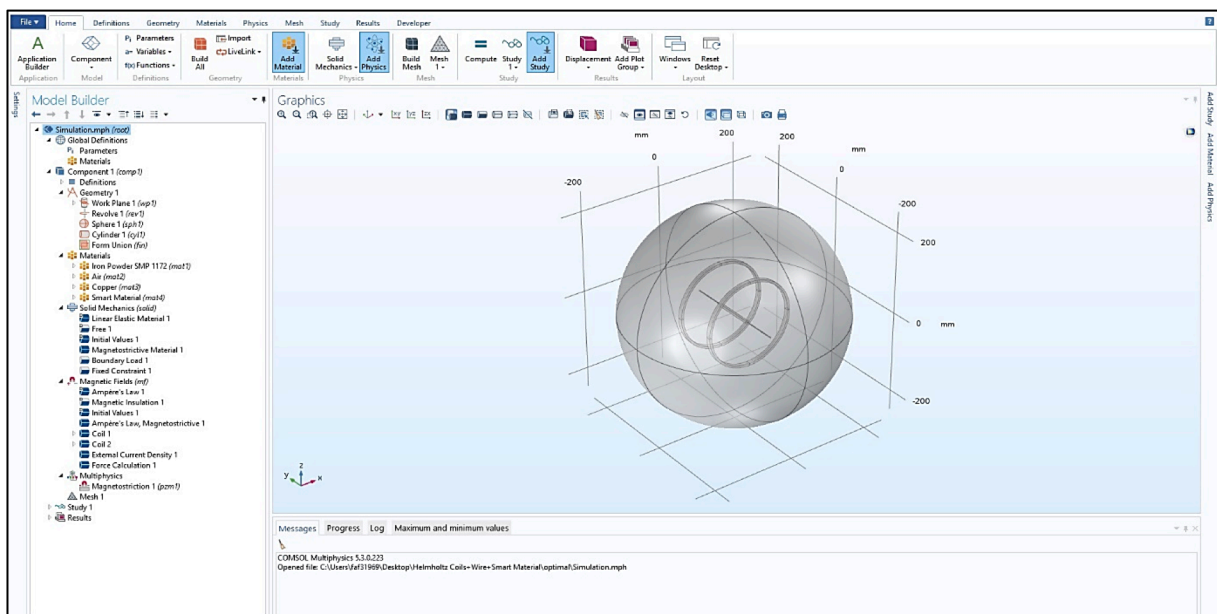 File ▾ Home Definitions Geometry Materials Physics Mesh Study Results Developer
Application Builder
Component
Pi Parameters
a= Variables
f(x) Functions
Build All
Import
LiveLink
Add Material
Solid Mechanics
Add Physics
Build Mesh
Mesh 1
Compute
Study 1
Add Study
Displacement
Add Plot Group
Windows
Reset Desktop
Application Model Definitions Geometry Materials Physics Mesh Study Results Layout
Settings
Model Builder
Simulation.mph (root)
Global Definitions
Pi Parameters
Materials
Component 1 (comp1)
Definitions
Geometry 1
Work Plane 1 (wp1)
Revolve 1 (rev1)
Sphere 1 (sph1)
Cylinder 1 (cyl1)
Form Union (fin)
Materials
Iron Powder SMP 1172 (mat1)
Air (mat2)
Copper (mat3)
Smart Material (mat4)
Solid Mechanics (solid)
Linear Elastic Material 1
Free 1
Initial Values 1
Magnetostrictive Material 1
Boundary Load 1
Fixed Constraint 1
Magnetic Fields (mf)
Ampère's Law 1
Magnetic Insulation 1
Initial Values 1
Ampère's Law, Magnetostrictive 1
Coil 1
Coil 2
External Current Density 1
Force Calculation 1
Multiphysics
Magnetostriction 1 (pzm1)
Mesh 1
Study 1
Results
Graphics
mm 200 200 mm
0 0
-200 -200
200
0 mm
-200
z
y x
Add Study Add Material Add Physics
Messages Progress Log Maximum and minimum values
COMSOL Multiphysics 5.3.0.223
Opened file: C:\Users\faf31969\Desktop\Helmholtz Coils+Wire+Smart Material\optimal\Simulation.mph